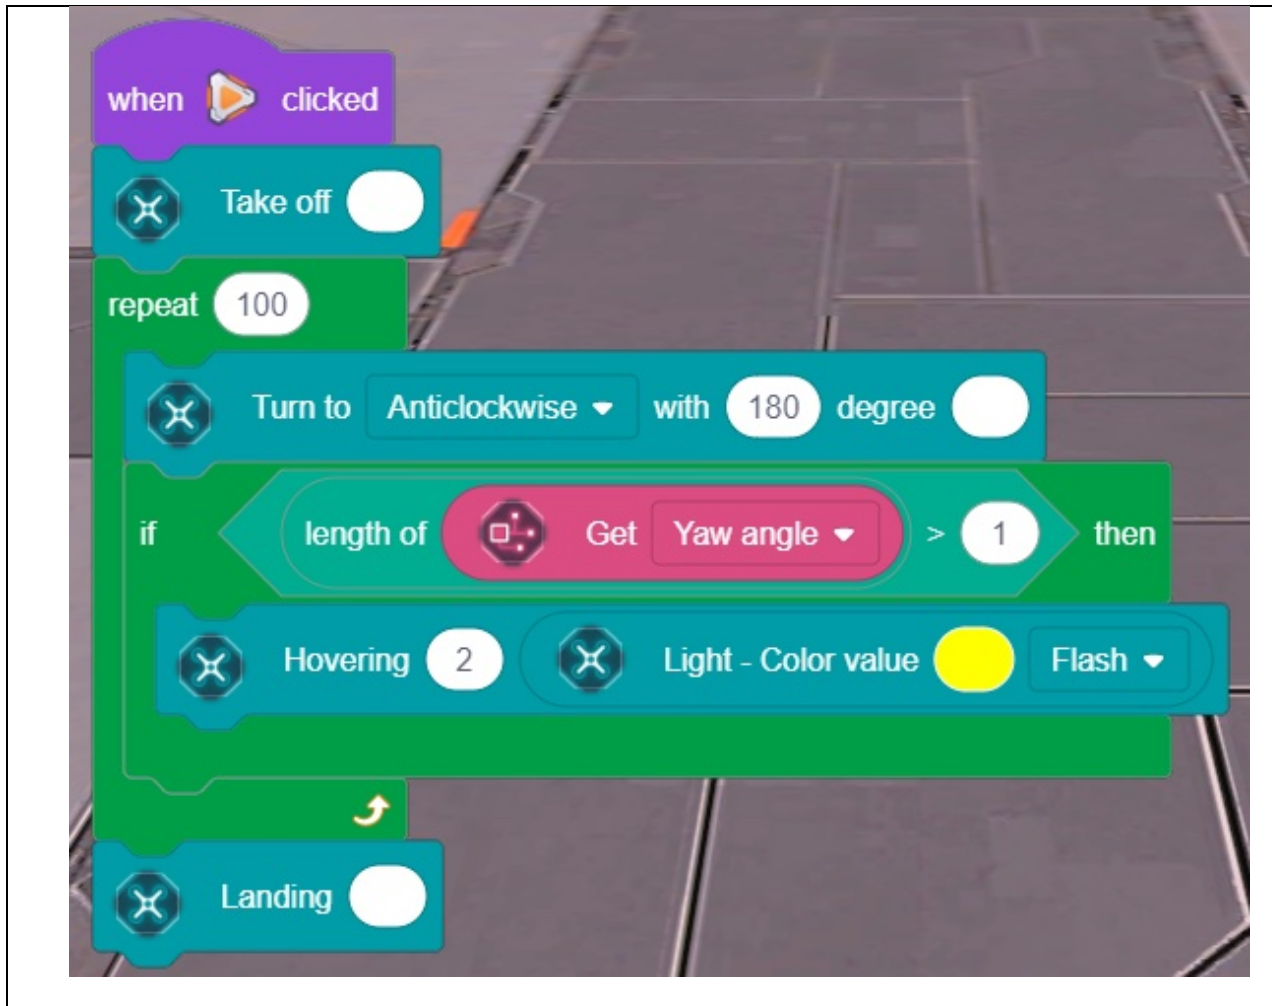 when clicked
Take off
repeat 100
Turn to Anticlockwise with 180 degree
if length of Get Yaw angle > 1 then
Hovering 2 Light - Color value Flash
Landing